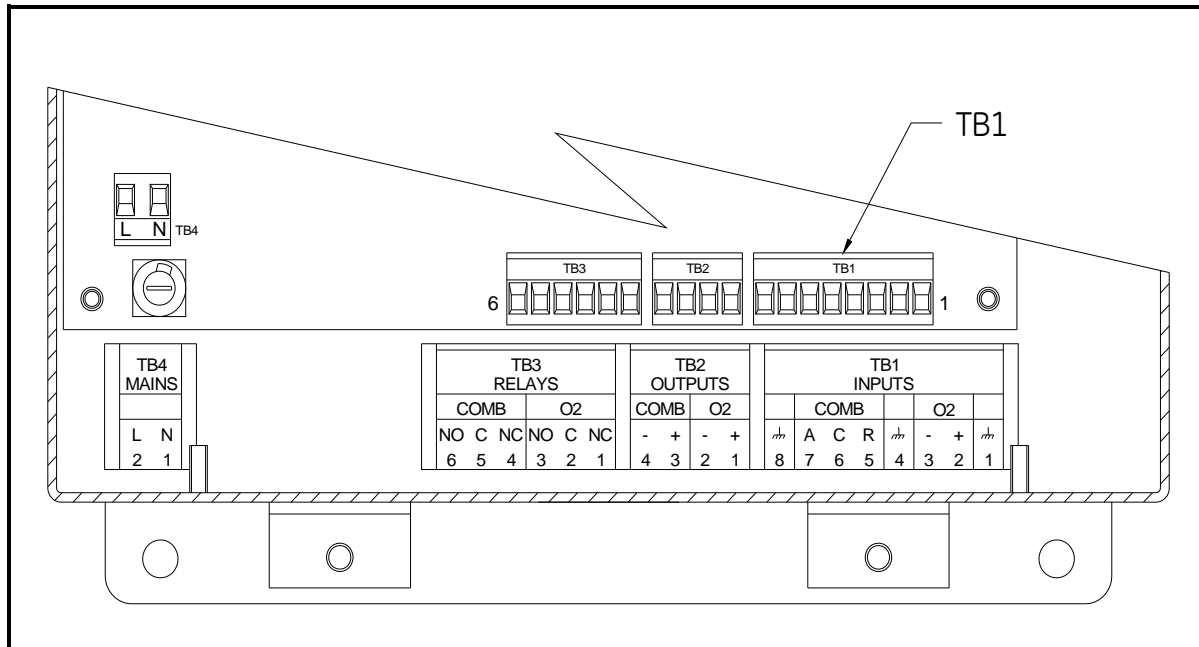 TB1
L N TB4
TB3 TB2 TB1
6 1
TB4
MAINS
L N
2 1
TB3
RELAYS
COMB O2
NO C NC NO C NC
6 5 4 3 2 1
TB2
OUTPUTS
COMB O2
- + - +
4 3 2 1
TB1
INPUTS
COMB O2
A C R - +
8 7 6 5 4 3 2 1